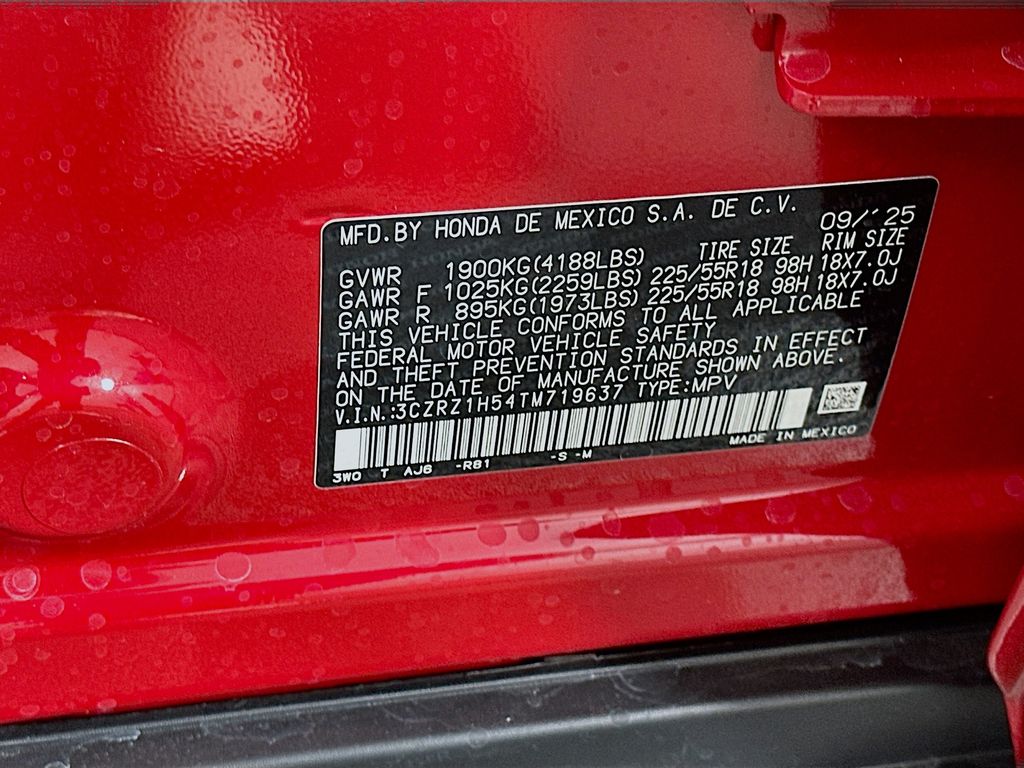 MFD.BY HONDA DE MEXICO S.A. DE C.V. 09/'25
TIRE SIZE RIM SIZE
GVWR 1900KG(4188LBS)
GAWR F 1025KG(2259LBS) 225/55R18 98H 18X7.0J
GAWR R 895KG(1973LBS) 225/55R18 98H 18X7.0J
THIS VEHICLE CONFORMS TO ALL APPLICABLE
FEDERAL MOTOR VEHICLE SAFETY
AND THEFT PREVENTION STANDARDS IN EFFECT
ON THE DATE OF MANUFACTURE SHOWN ABOVE.
V.I.N.:3CZRZ1H54TM719637 TYPE:MPV
3W0 T AJ6 -R81 -S -M MADE IN MEXICO